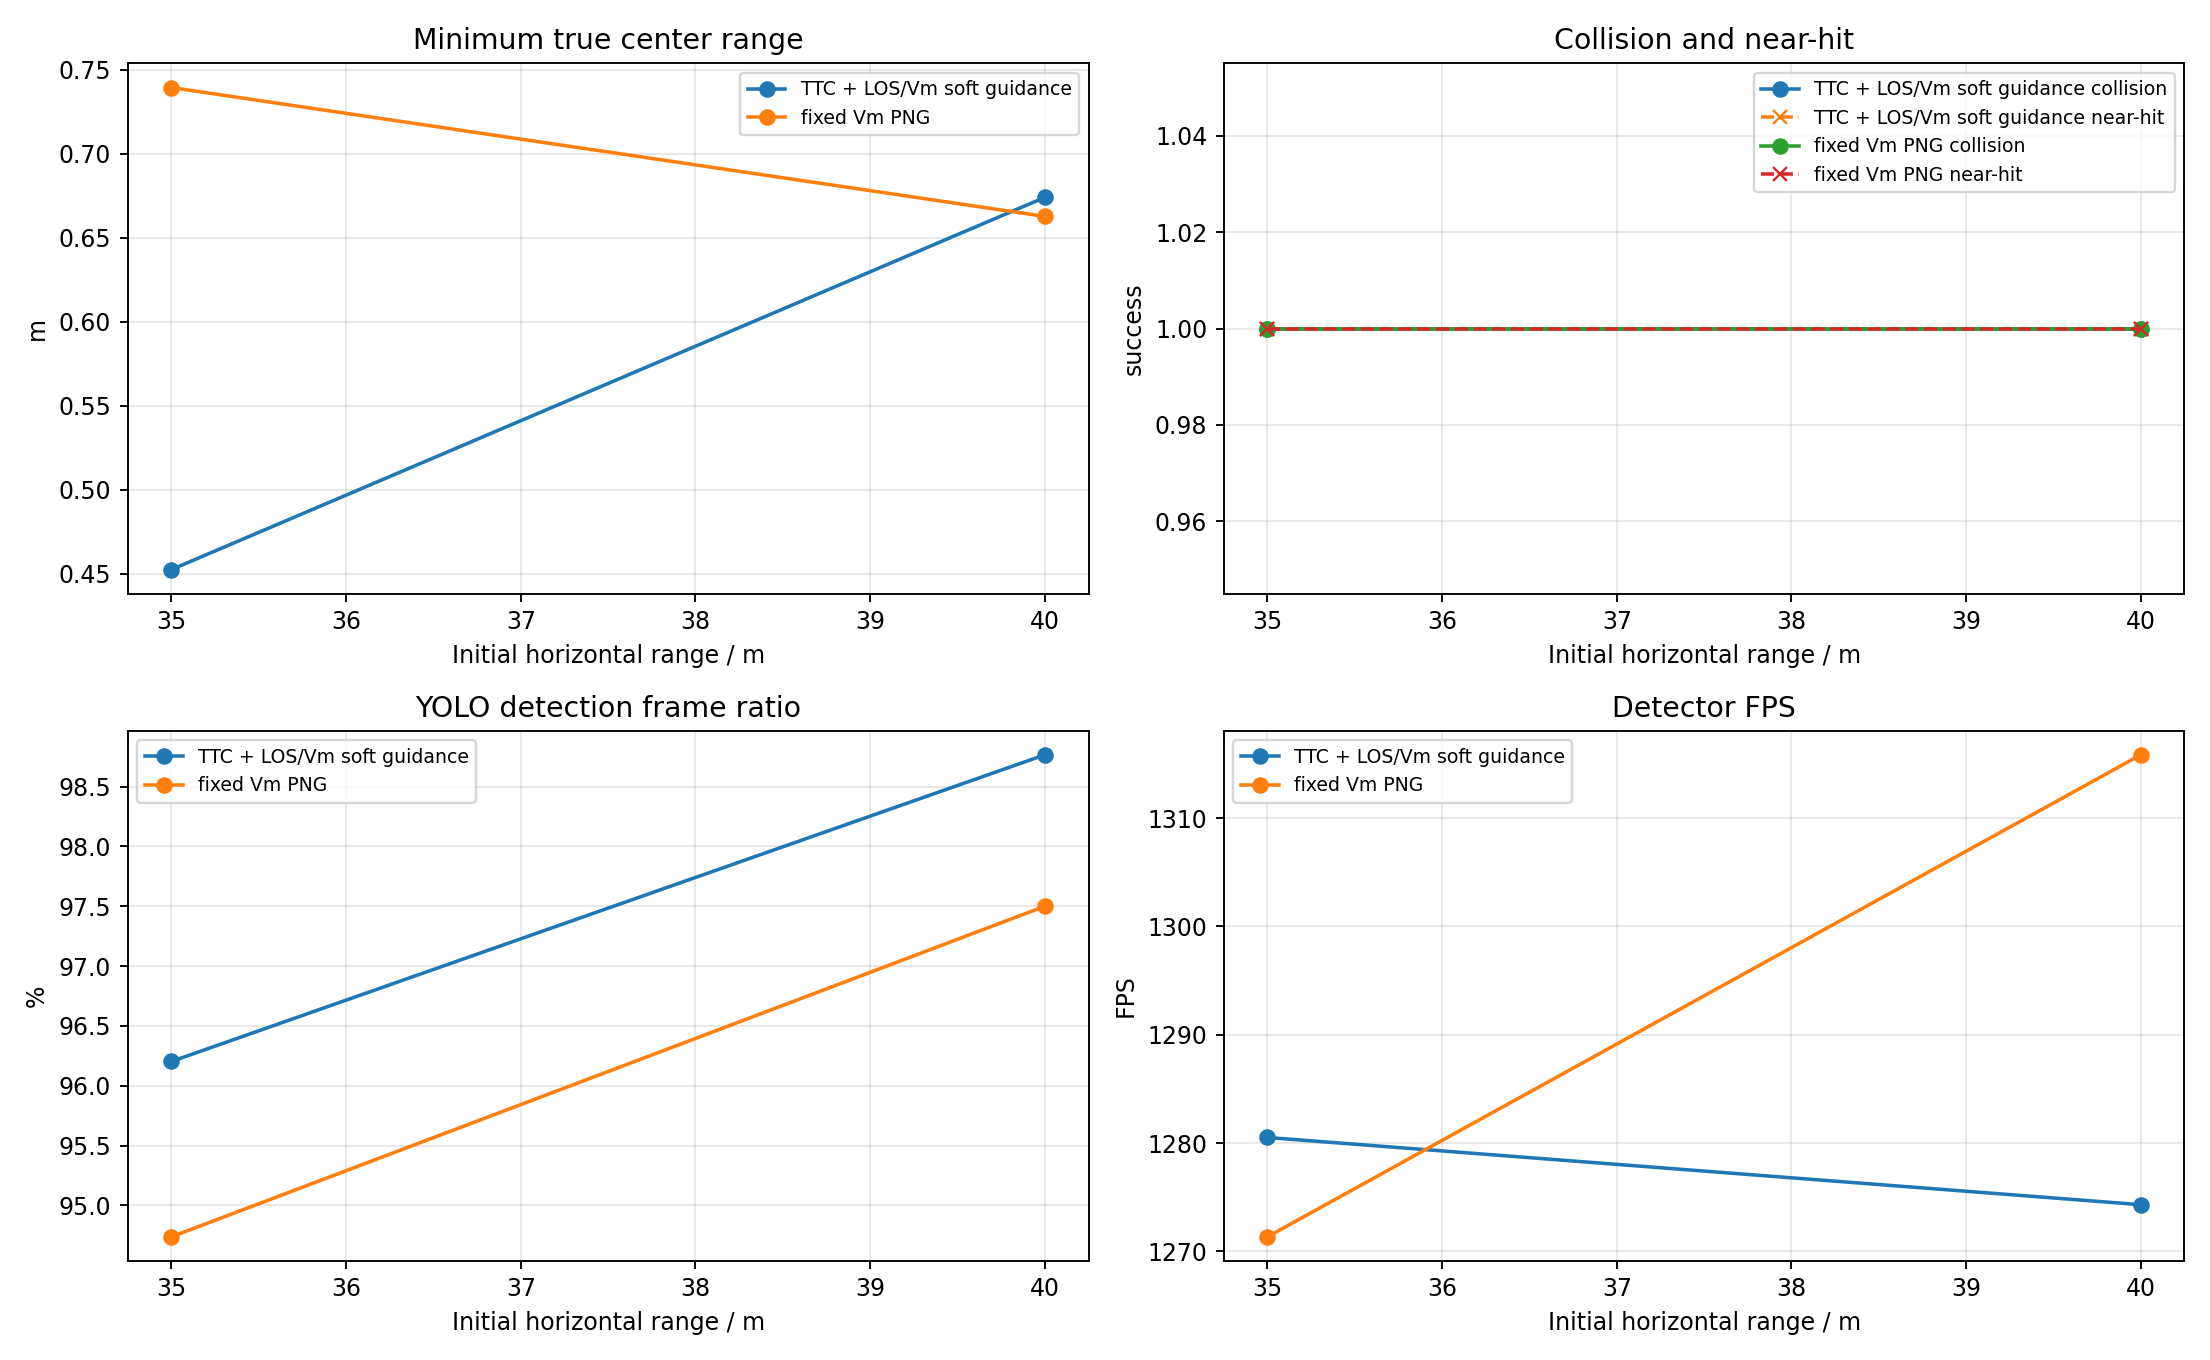 Minimum true center range
0.75
0.70
0.65
0.60
0.55
0.50
0.45
m
TTC + LOS/Vm soft guidance
fixed Vm PNG
35 36 37 38 39 40
Initial horizontal range / m
Collision and near-hit
1.04
1.02
1.00
0.98
0.96
success
TTC + LOS/Vm soft guidance collision
TTC + LOS/Vm soft guidance near-hit
fixed Vm PNG collision
fixed Vm PNG near-hit
35 36 37 38 39 40
Initial horizontal range / m
YOLO detection frame ratio
98.5
98.0
97.5
97.0
96.5
96.0
95.5
95.0
%
TTC + LOS/Vm soft guidance
fixed Vm PNG
35 36 37 38 39 40
Initial horizontal range / m
Detector FPS
1310
1300
1290
1280
1270
FPS
TTC + LOS/Vm soft guidance
fixed Vm PNG
35 36 37 38 39 40
Initial horizontal range / m